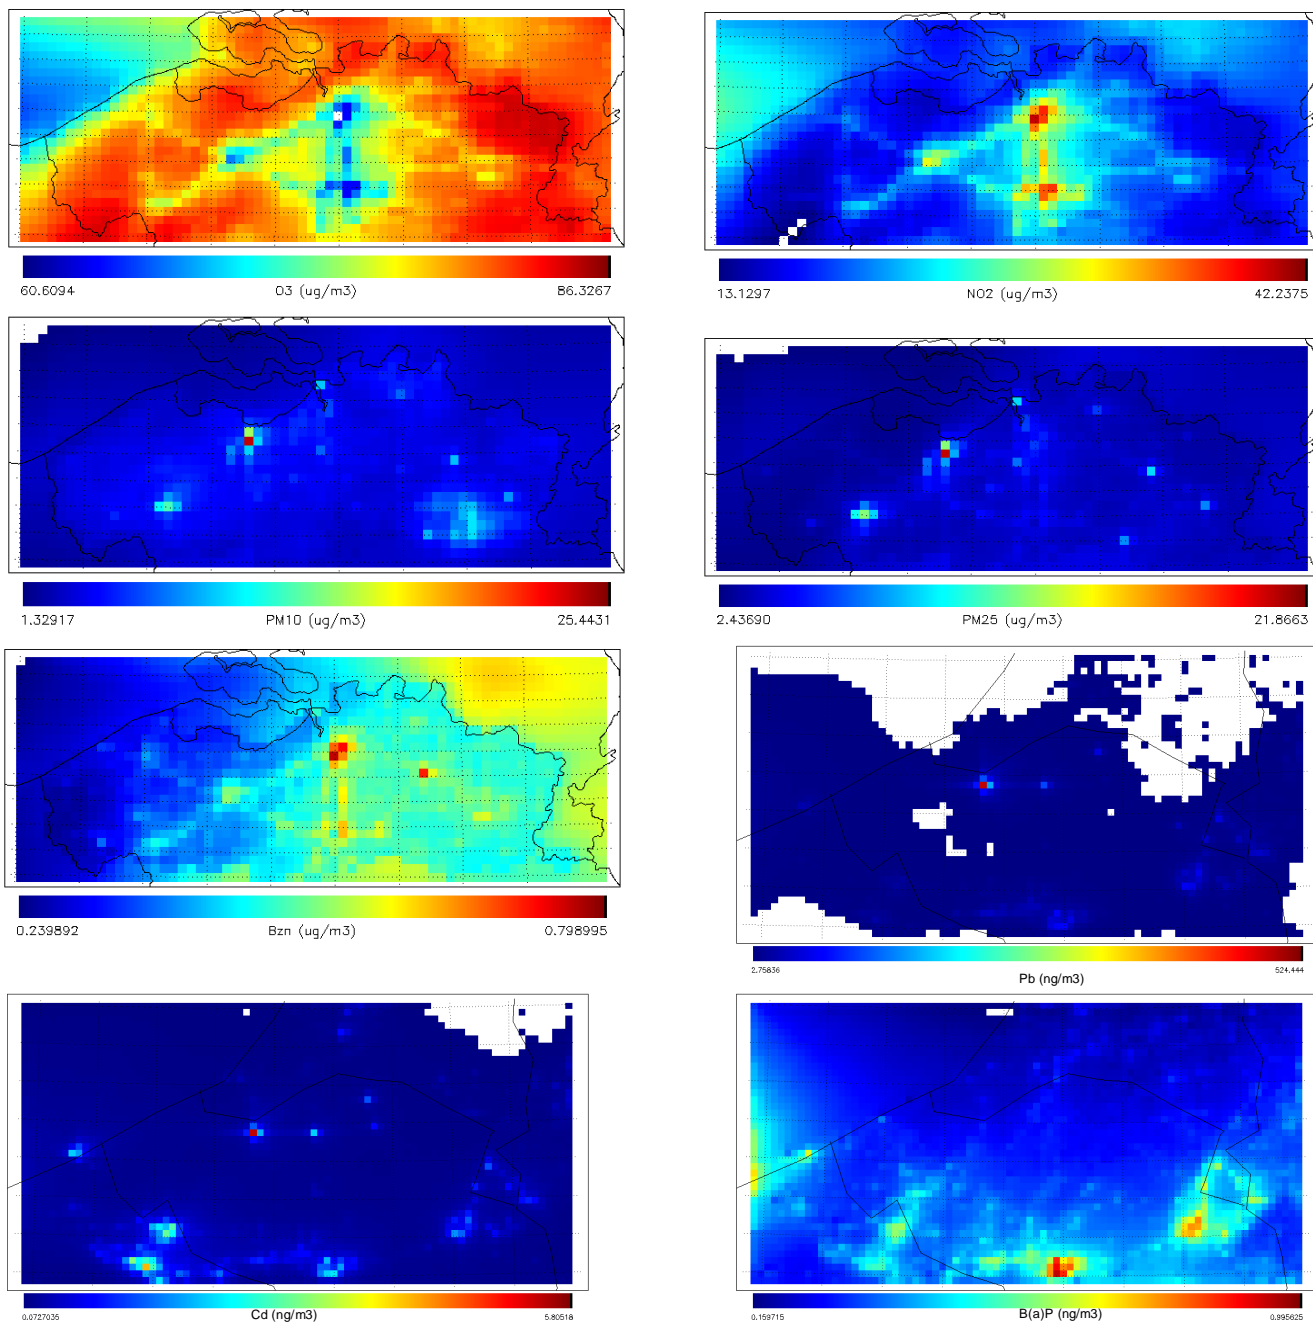 60.6094 O3 (ug/m3) 86.3267
13.1297 NO2 (ug/m3) 42.2375
1.32917 PM10 (ug/m3) 25.4431
2.43690 PM25 (ug/m3) 21.8663
0.239892 Bzn (ug/m3) 0.798995
2.75836 Pb (ng/m3) 524.444
0.0727035 Cd (ng/m3) 5.80518
0.159715 B(a)P (ng/m3) 0.995625